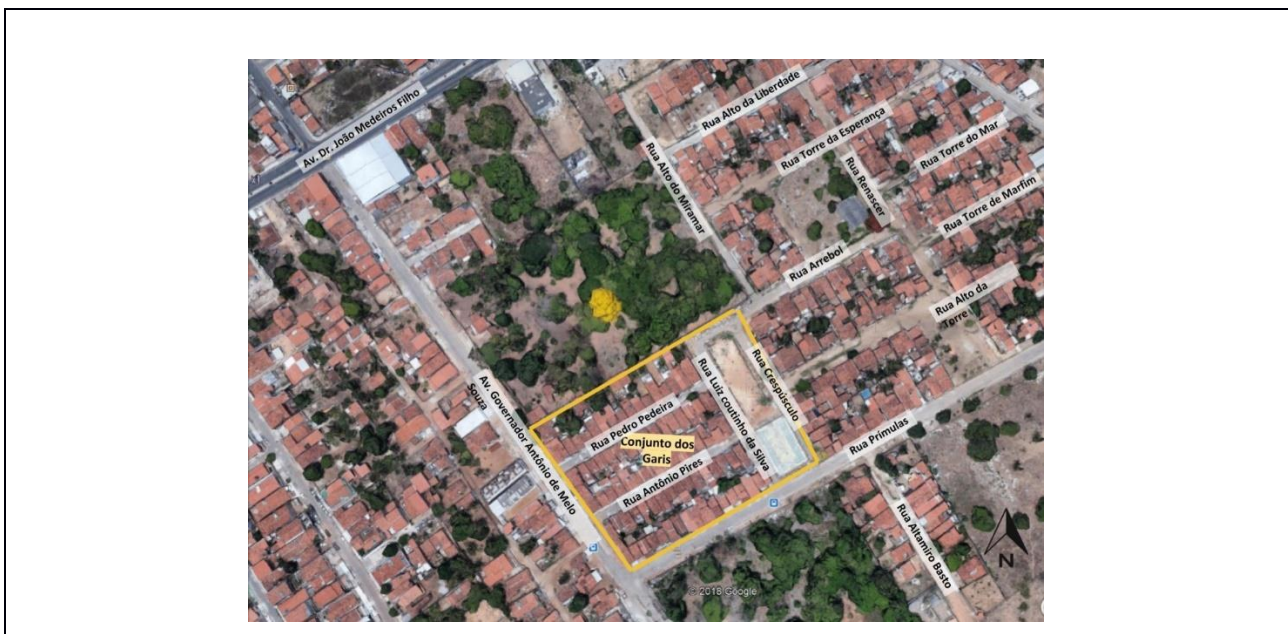 Av. Dr. João Medeiros Filho
Rua Alto da Liberdade
Rua Torre da Esperança
Rua Torre do Mar
Rua Alto do Miramar
Rua Renascer
Rua Torre de Marfim
Rua Arrebol
Rua Alto da
Torre
Av. Governador Antônio de Melo
Souza
Rua Luiz coutinho da Silva
Rua Crespúsculo
Rua Pedro Pedeira
Conjunto dos
Garis
Rua Prímulas
Rua Antônio Pires
Rua Altamiro Basto
N
© 2018 Google